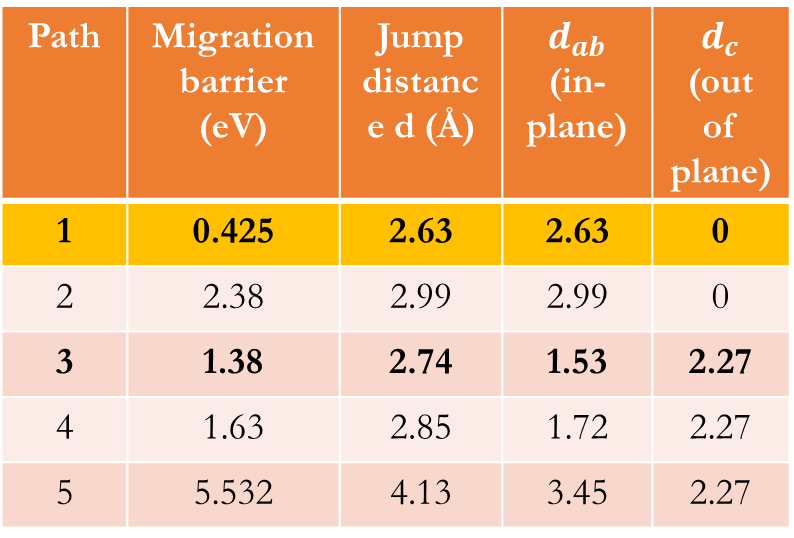 Path Migration barrier (eV) Jump distanc e d (Å) d_ab (in- plane) d_c (out of plane)
1 0.425 2.63 2.63 0
2 2.38 2.99 2.99 0
3 1.38 2.74 1.53 2.27
4 1.63 2.85 1.72 2.27
5 5.532 4.13 3.45 2.27